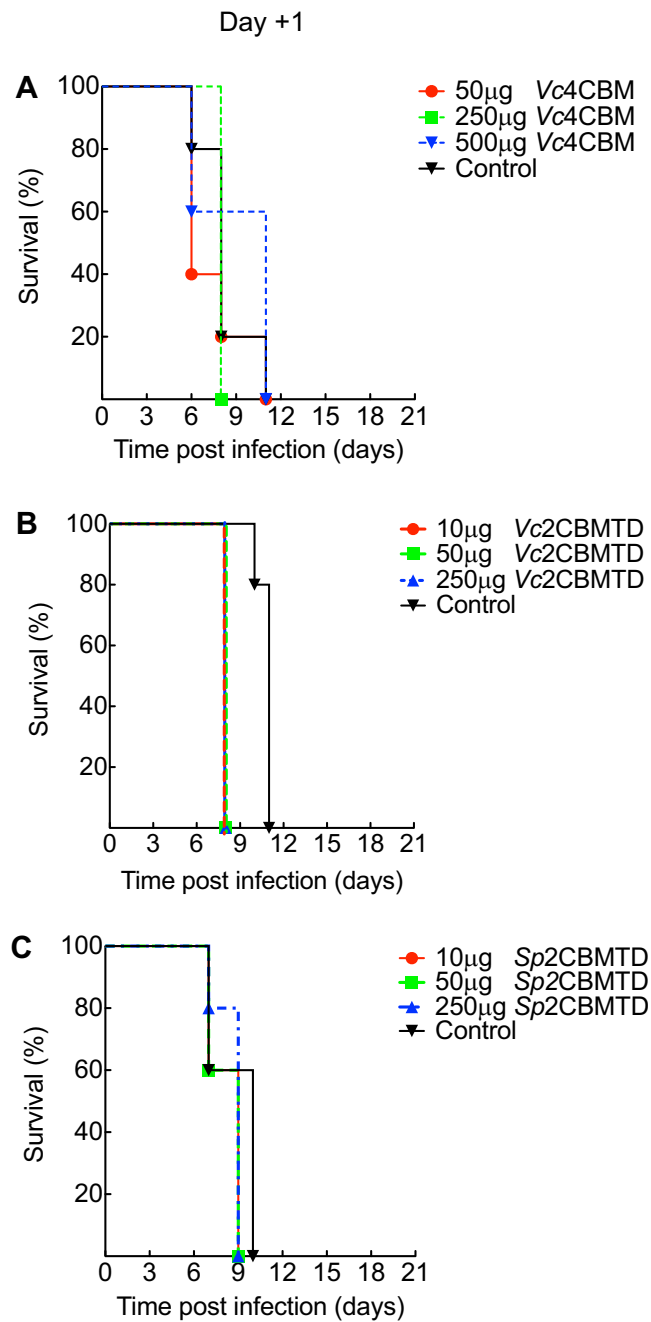 Day +1
A
100
80
60
40
20
Survival (%)
0 3 6 9 12 15 18 21
Time post infection (days)
50μg Vc4CBM
250μg Vc4CBM
500μg Vc4CBM
Control
B
100
80
60
40
20
Survival (%)
0 3 6 9 12 15 18 21
Time post infection (days)
10μg Vc2CBMTD
50μg Vc2CBMTD
250μg Vc2CBMTD
Control
C
100
80
60
40
20
Survival (%)
0 3 6 9 12 15 18 21
Time post infection (days)
10μg Sp2CBMTD
50μg Sp2CBMTD
250μg Sp2CBMTD
Control